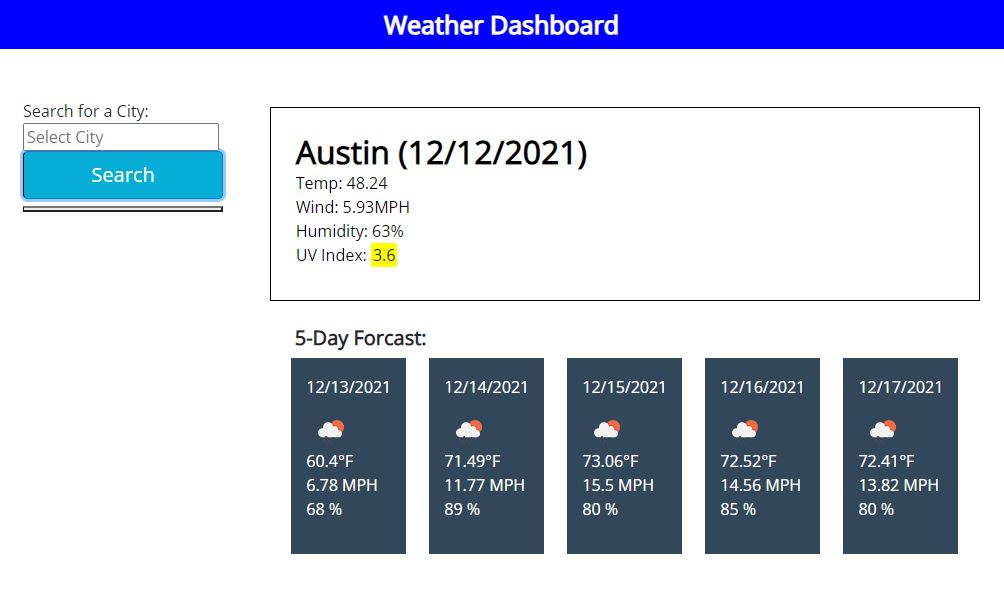 Weather Dashboard
Search for a City:
Select City
Search
Austin (12/12/2021)
Temp: 48.24
Wind: 5.93MPH
Humidity: 63%
UV Index: 3.6
5-Day Forcast:
12/13/2021
60.4°F
6.78 MPH
68 %
12/14/2021
71.49°F
11.77 MPH
89 %
12/15/2021
73.06°F
15.5 MPH
80 %
12/16/2021
72.52°F
14.56 MPH
85 %
12/17/2021
72.41°F
13.82 MPH
80 %